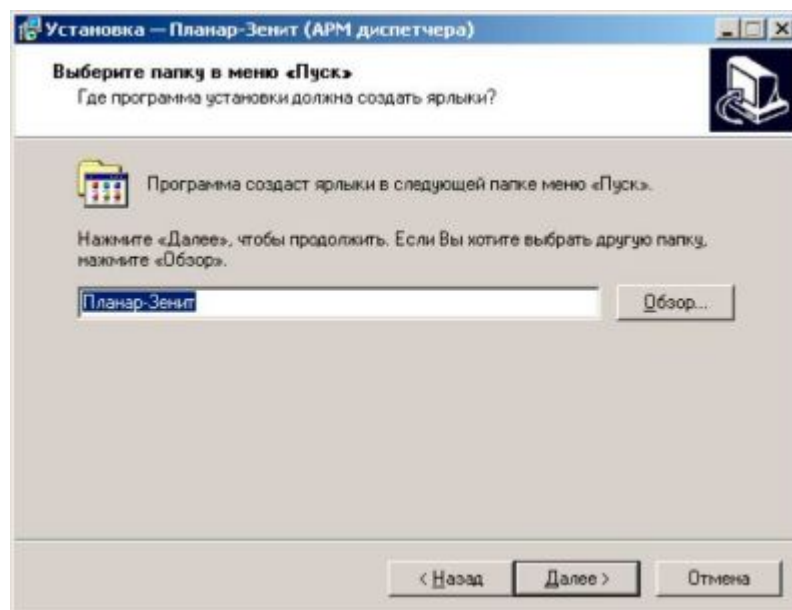 Установка — Планар-Зенит (АРМ диспетчера)
Выберите папку в меню «Пуск»
Где программа установки должна создать ярлыки?
Программа создаст ярлыки в следующей папке меню «Пуск».
Нажмите «Далее», чтобы продолжить. Если Вы хотите выбрать другую папку,
нажмите «Обзор».
Планар-Зенит
Обзор...
< Назад
Далее >
Отмена